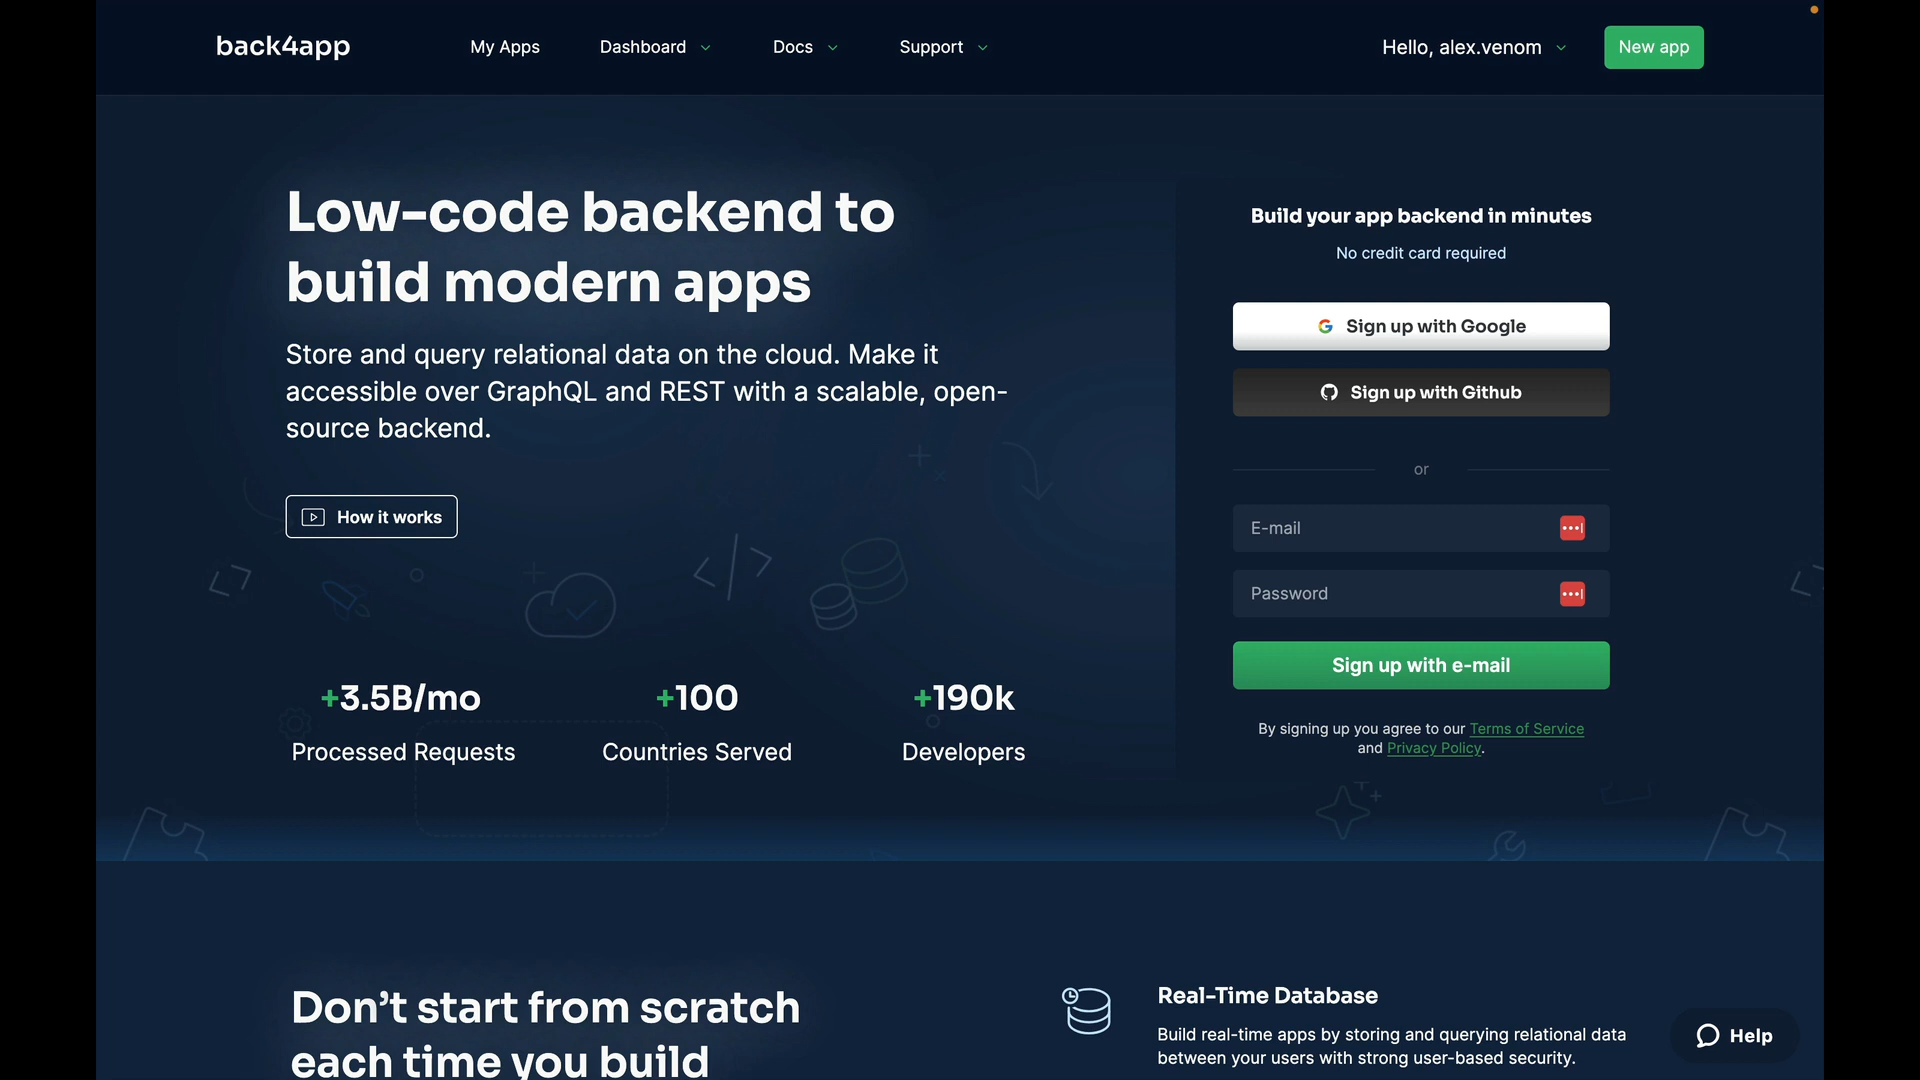 back4app
My Apps
Dashboard
Docs
Support
Hello, alex.venom
New app
Low-code backend to
build modern apps
Store and query relational data on the cloud. Make it
accessible over GraphQL and REST with a scalable, open-
source backend.
How it works
+3.5B/mo
Processed Requests
+100
Countries Served
+190k
Developers
Build your app backend in minutes
No credit card required
Sign up with Google
Sign up with Github
or
E-mail
Password
Sign up with e-mail
By signing up you agree to our Terms of Service
and Privacy Policy.
Don’t start from scratch
each time you build
Real-Time Database
Build real-time apps by storing and querying relational data
between your users with strong user-based security.
Help